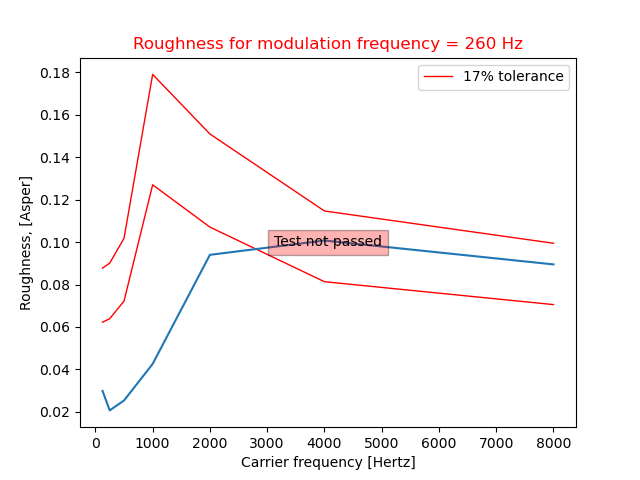 Roughness for modulation frequency = 260 Hz
17% tolerance
Roughness, [Asper]
0.18
0.16
0.14
0.12
0.10
0.08
0.06
0.04
0.02
Test not passed
0 1000 2000 3000 4000 5000 6000 7000 8000
Carrier frequency [Hertz]